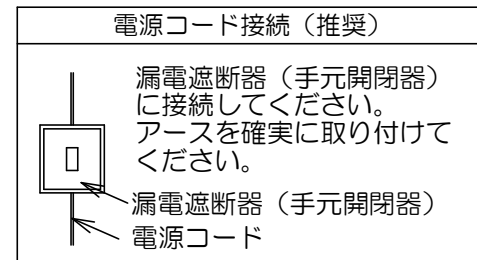 電源コード接続（推奨）
漏電遮断器（手元開閉器）
に接続してください。
アースを確実に取り付けて
ください。
漏電遮断器（手元開閉器）
電源コード